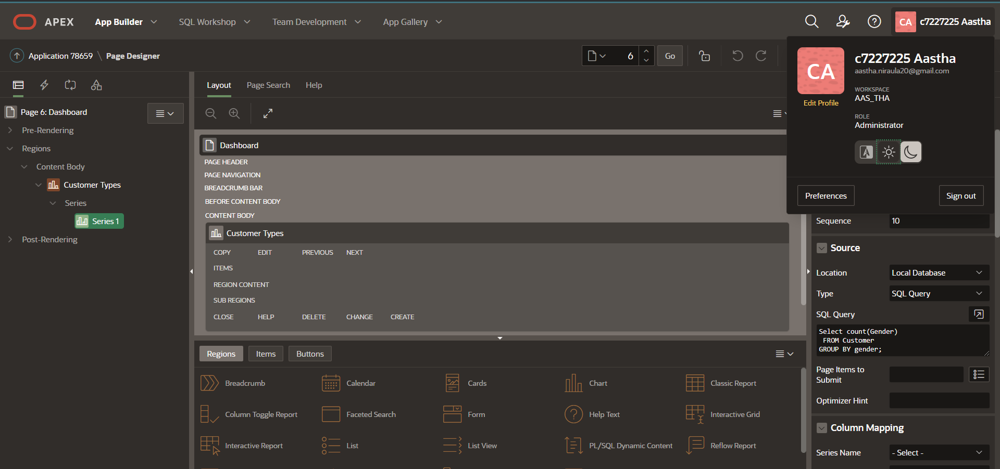 APEX
App Builder
SQL Workshop
Team Development
App Gallery
CA
c7227225 Aastha
Application 78659 \ Page Designer
6
Go
CA
c7227225 Aastha
aastha.niraula20@gmail.com
WORKSPACE
AAS_THA
Edit Profile
ROLE
Administrator
Preferences
Sign out
Page 6: Dashboard
Pre-Rendering
Regions
Content Body
Customer Types
Series
Series 1
Post-Rendering
Layout
Page Search
Help
Dashboard
PAGE HEADER
PAGE NAVIGATION
BREADCRUMB BAR
BEFORE CONTENT BODY
CONTENT BODY
Customer Types
COPY EDIT PREVIOUS NEXT
ITEMS
REGION CONTENT
SUB REGIONS
CLOSE HELP DELETE CHANGE CREATE
Regions
Items
Buttons
Breadcrumb
Calendar
Cards
Chart
Classic Report
Column Toggle Report
Faceted Search
Form
Help Text
Interactive Grid
Interactive Report
List
List View
PL/SQL Dynamic Content
Reflow Report
Sequence 10
Source
Location Local Database
Type SQL Query
SQL Query
Select count(Gender)
FROM Customer
GROUP BY gender;
Page Items to
Submit
Optimizer Hint
Column Mapping
Series Name - Select -